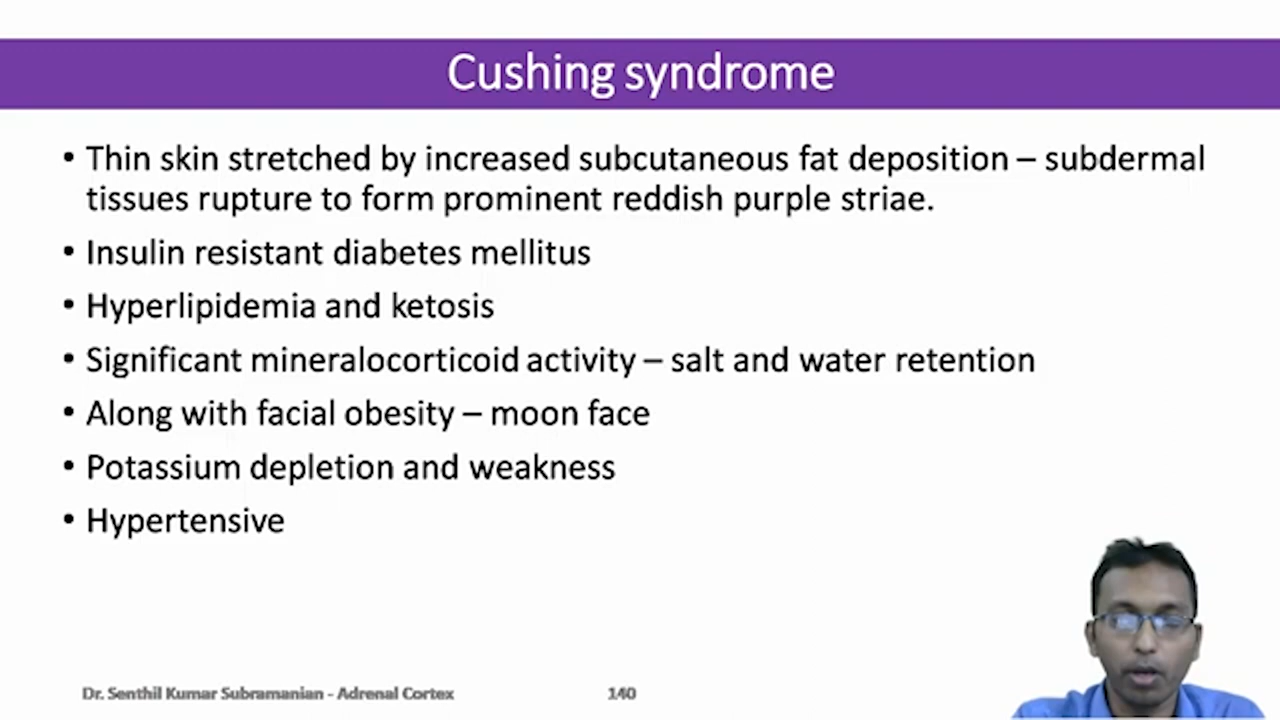 Cushing syndrome
• Thin skin stretched by increased subcutaneous fat deposition – subdermal
tissues rupture to form prominent reddish purple striae.
• Insulin resistant diabetes mellitus
• Hyperlipidemia and ketosis
• Significant mineralocorticoid activity – salt and water retention
• Along with facial obesity – moon face
• Potassium depletion and weakness
• Hypertensive
Dr. Senthil Kumar Subramanian - Adrenal Cortex
140